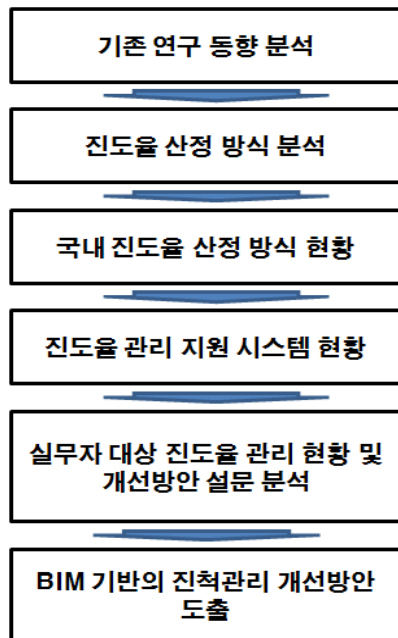 기존 연구 동향 분석
진도율 산정 방식 분석
국내 진도율 산정 방식 현황
진도율 관리 지원 시스템 현황
실무자 대상 진도율 관리 현황 및
개선방안 설문 분석
BIM 기반의 진척관리 개선방안
도출